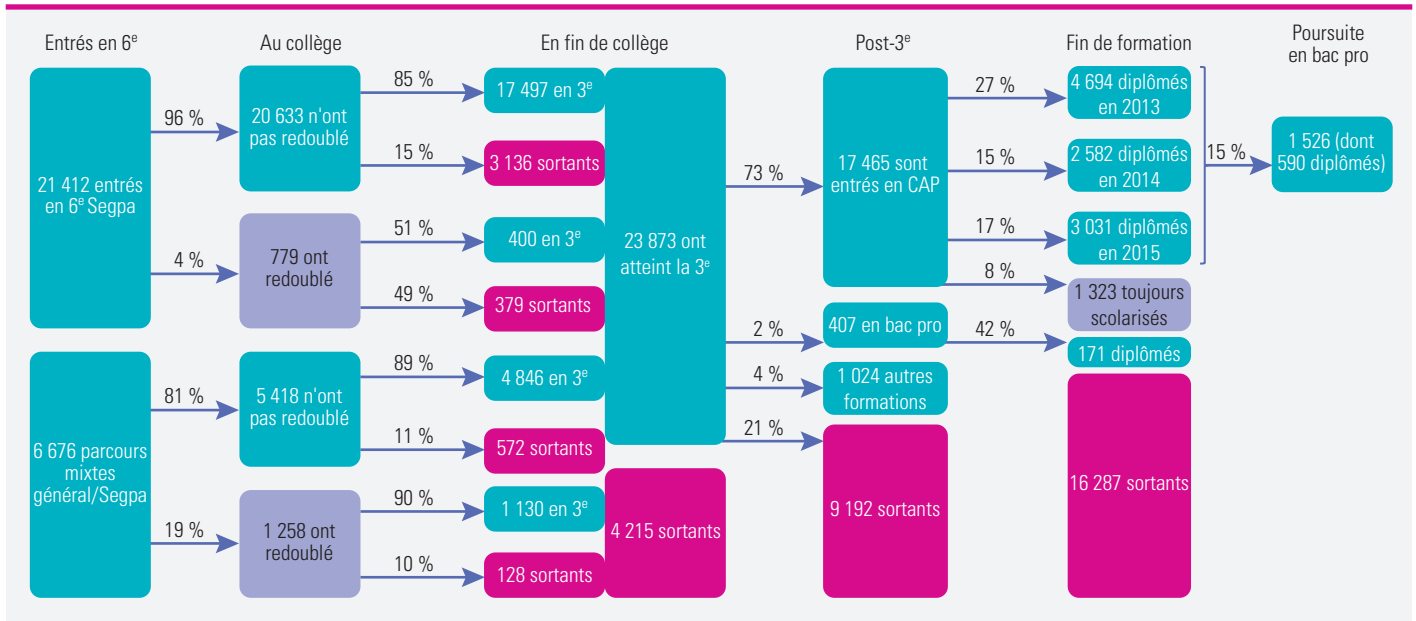 Entrés en 6e
Au collège
En fin de collège
Post-3e
Fin de formation
Poursuite
en bac pro
21 412 entrés
en 6e Segpa
96 %
4 %
20 633 n'ont
pas redoublé
779 ont
redoublé
85 %
15 %
51 %
49 %
17 497 en 3e
3 136 sortants
400 en 3e
379 sortants
6 676 parcours
mixtes
général/Segpa
81 %
19 %
5 418 n'ont
pas redoublé
1 258 ont
redoublé
89 %
11 %
90 %
10 %
4 846 en 3e
572 sortants
1 130 en 3e
128 sortants
23 873 ont
atteint la 3e
4 215 sortants
73 %
2 %
4 %
21 %
17 465 sont
entrés en CAP
407 en bac pro
1 024 autres
formations
9 192 sortants
27 %
15 %
17 %
8 %
42 %
4 694 diplômés
en 2013
2 582 diplômés
en 2014
3 031 diplômés
en 2015
1 323 toujours
scolarisés
171 diplômés
16 287 sortants
15 %
1 526 (dont
590 diplômés)